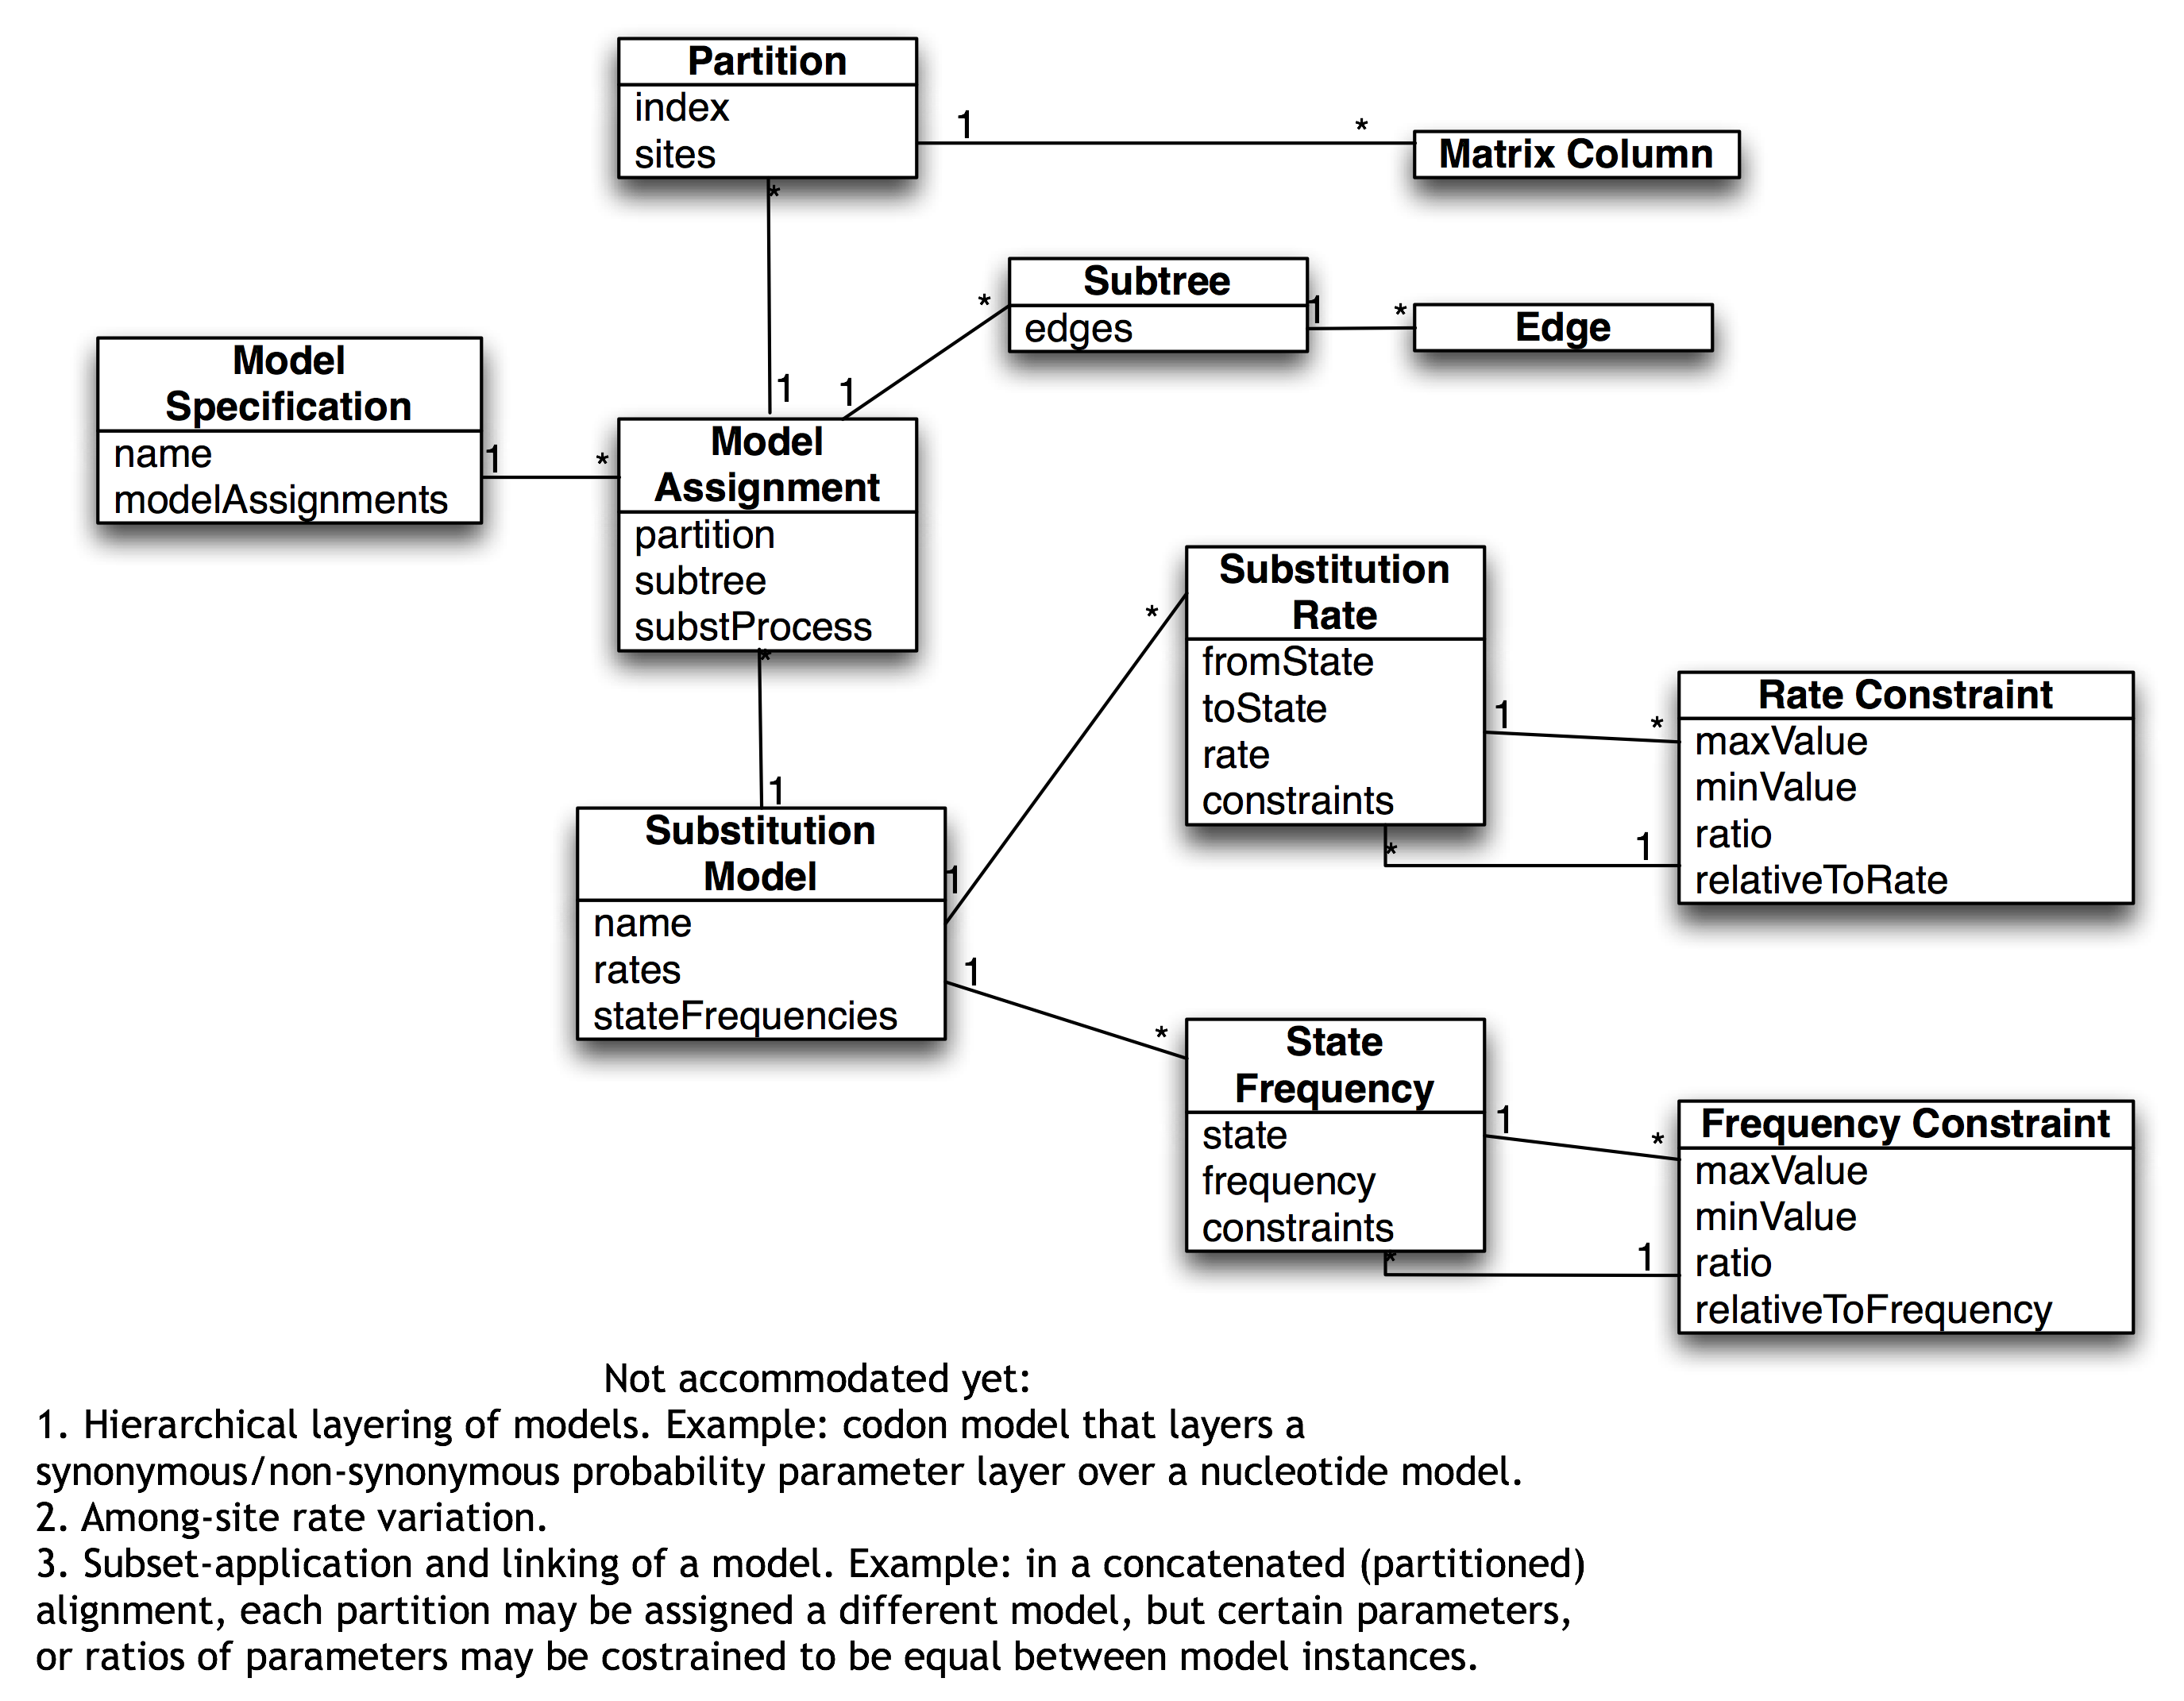 Partition
index
sites
1
*
Matrix Column
*
Subtree
edges
1
*
Edge
*
1
1
Model
Specification
name
modelAssignments
1
*
Model
Assignment
partition
subtree
substProcess
*
1
Substitution
Rate
fromState
toState
rate
constraints
*
1
*
*
1
Rate Constraint
maxValue
minValue
ratio
relativeToRate
Substitution
Model
name
rates
stateFrequencies
1
1
*
State
Frequency
state
frequency
constraints
1
*
*
1
Frequency Constraint
maxValue
minValue
ratio
relativeToFrequency
Not accommodated yet:
1. Hierarchical layering of models. Example: codon model that layers a
synonymous/non-synonymous probability parameter layer over a nucleotide model.
2. Among-site rate variation.
3. Subset-application and linking of a model. Example: in a concatenated (partitioned)
alignment, each partition may be assigned a different model, but certain parameters,
or ratios of parameters may be costrained to be equal between model instances.